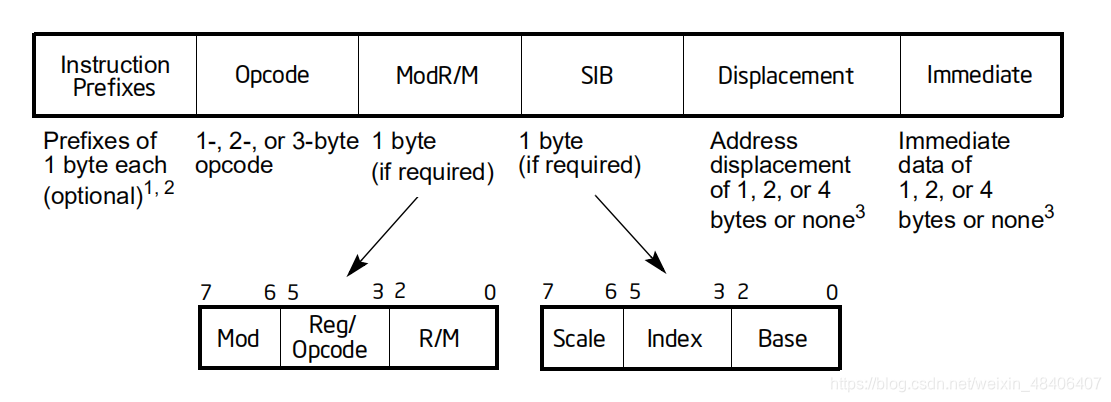 Instruction
Prefixes
Opcode
ModR/M
SIB
Displacement
Immediate
Prefixes of
1 byte each
(optional)1, 2
1-, 2-, or 3-byte
opcode
1 byte
(if required)
1 byte
(if required)
Address
displacement
of 1, 2, or 4
bytes or none3
Immediate
data of
1, 2, or 4
bytes or none3
7 6 5 3 2 0
Mod
Reg/
Opcode
R/M
7 6 5 3 2 0
Scale
Index
Base
https://blog.csdn.net/weixin_48406407